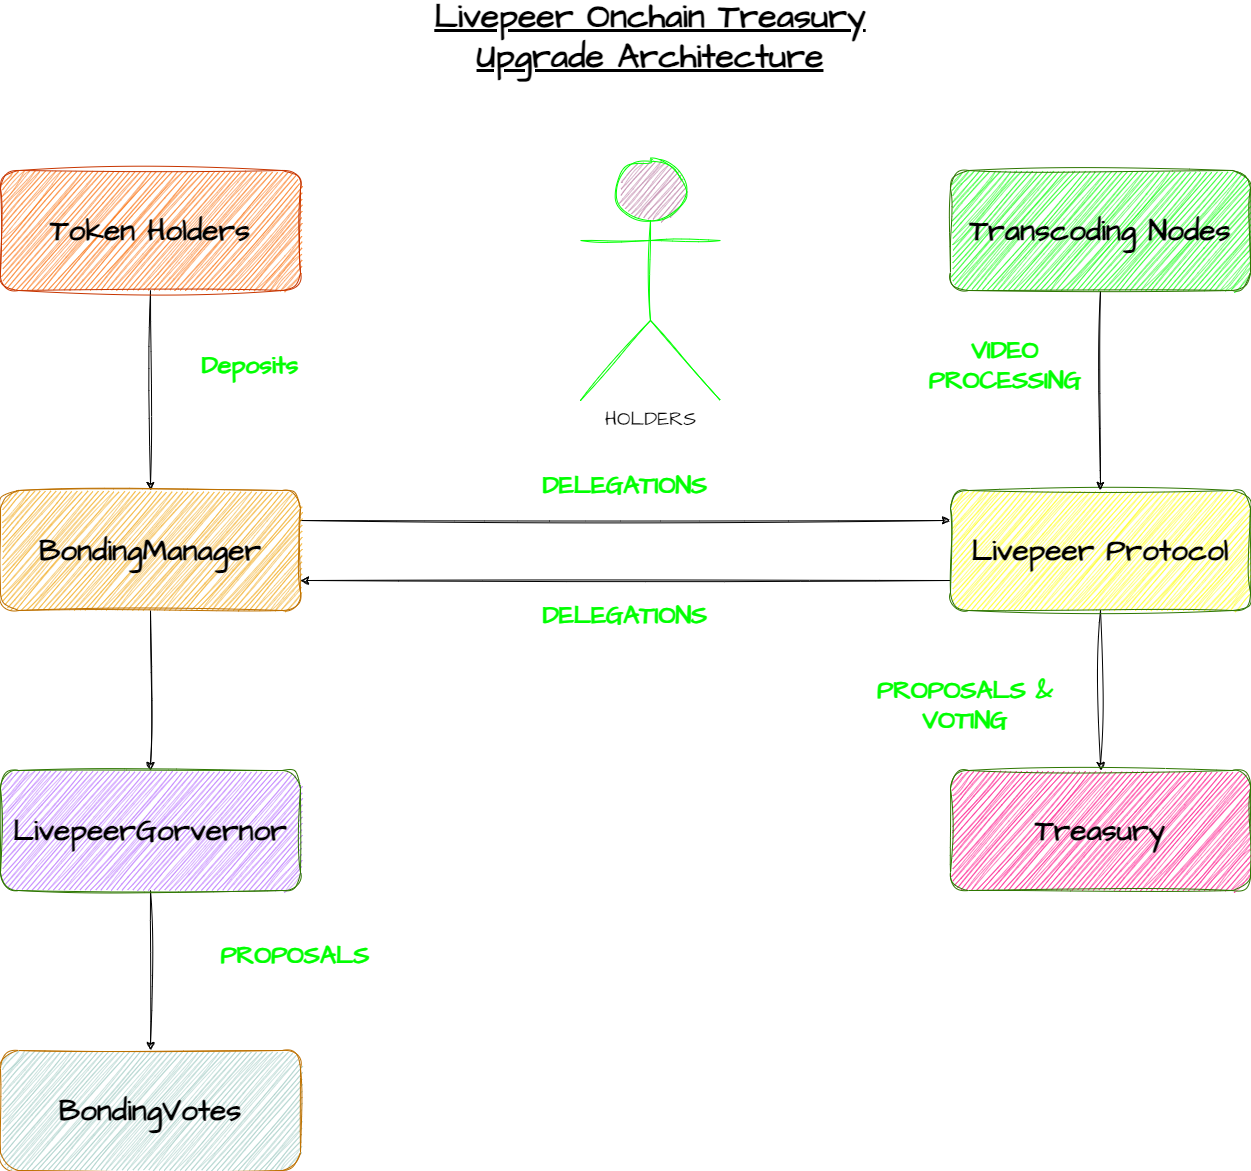 Livepeer Onchain Treasury
Upgrade Architecture
Token Holders
Transcoding Nodes
Deposits
VIDEO
PROCESSING
HOLDERS
DELEGATIONS
BondingManager
Livepeer Protocol
DELEGATIONS
PROPOSALS &
VOTING
LivepeerGorvernor
Treasury
PROPOSALS
BondingVotes